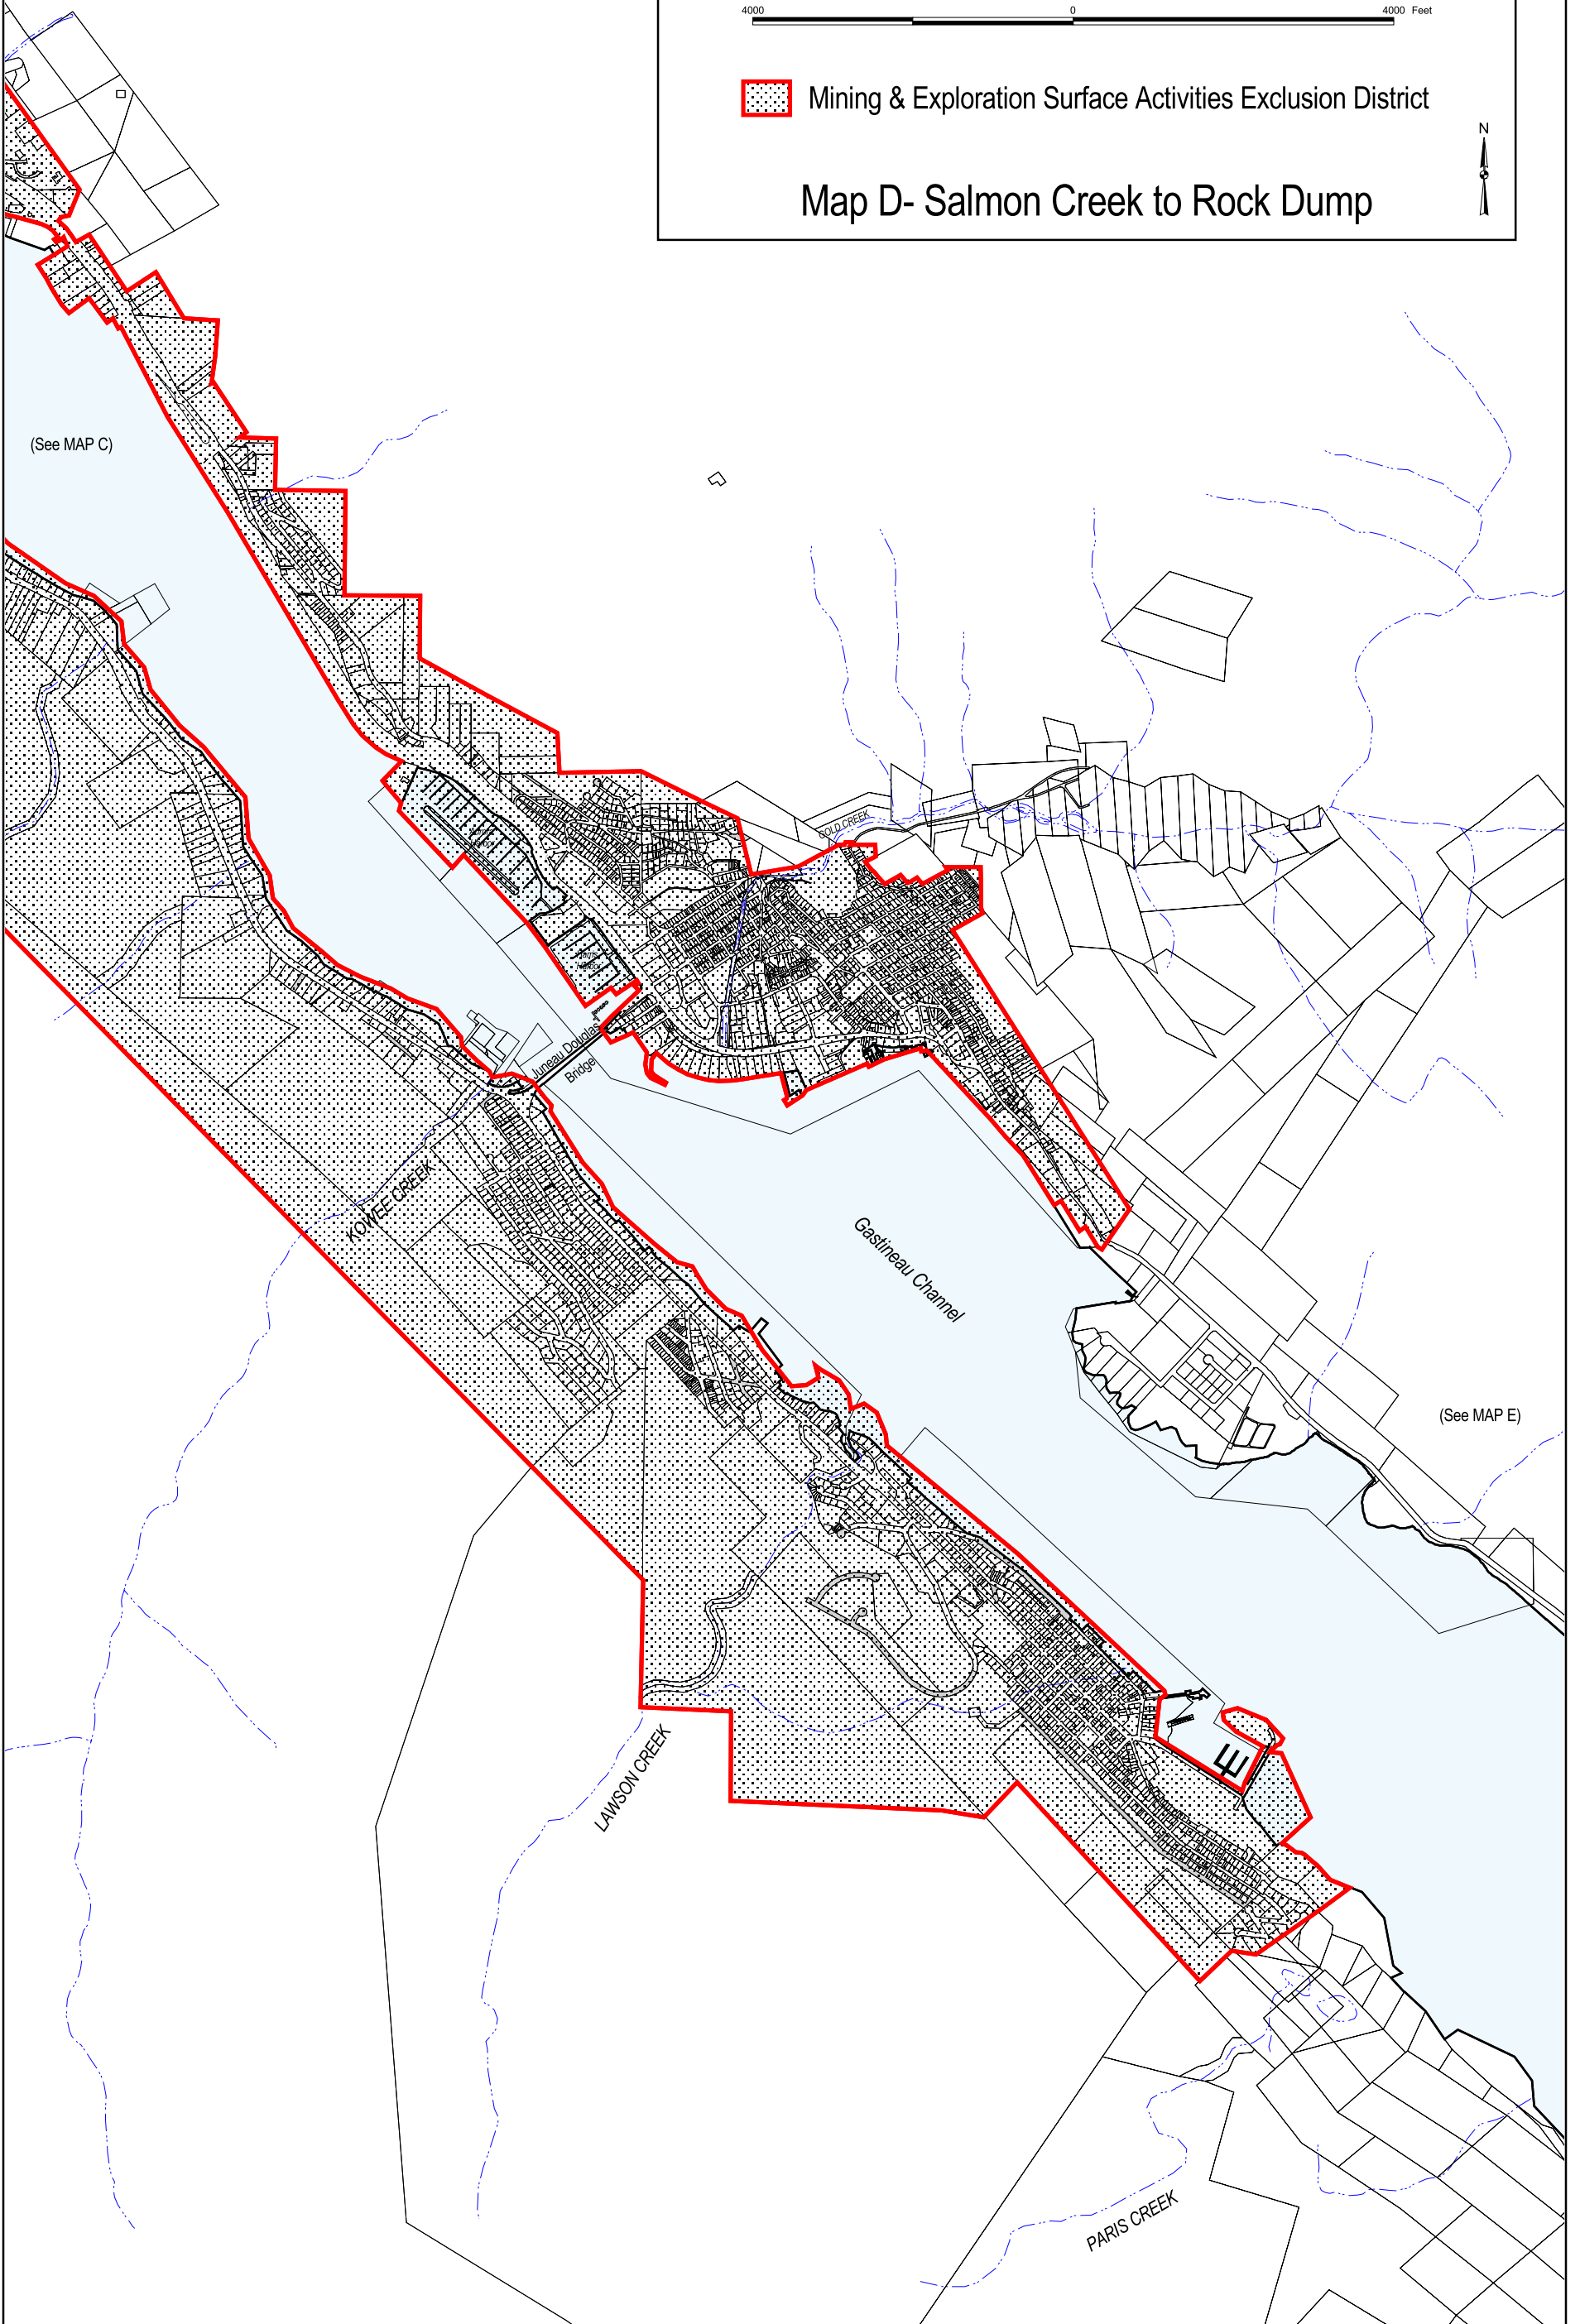 4000 0 4000 Feet
Mining & Exploration Surface Activities Exclusion District
N
Map D- Salmon Creek to Rock Dump
(See MAP C)
GOLD CREEK
Juneau Douglas
Bridge
KOWEE CREEK
Gastineau Channel
(See MAP E)
LAWSON CREEK
PARIS CREEK